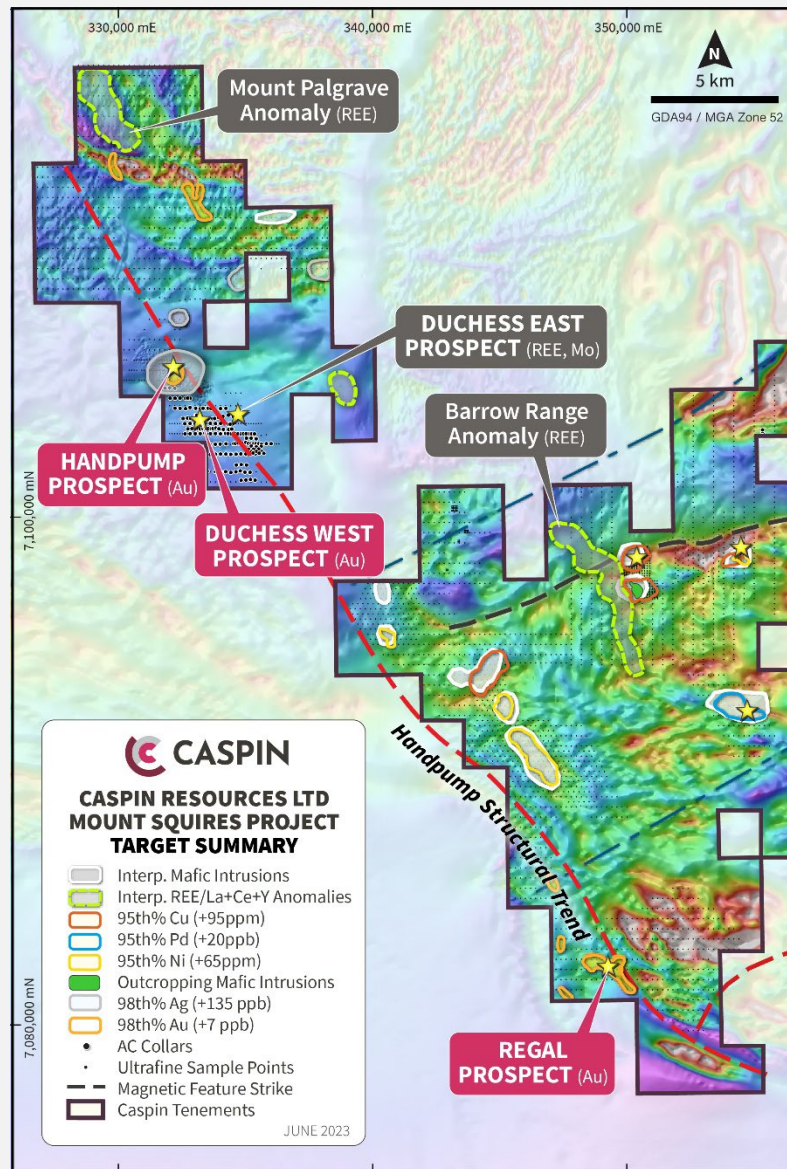 330,000 mE
340,000 mE
350,000 mE
N
5 km
GDA94 / MGA Zone 52
Mount Palgrave
Anomaly (REE)
DUCHESS EAST
PROSPECT (REE, Mo)
Barrow Range
Anomaly (REE)
HANDPUMP
PROSPECT (Au)
7,100,000 mN
DUCHESS WEST
PROSPECT (Au)
Handpump Structural Trend
CASPIN
CASPIN RESOURCES LTD
MOUNT SQUIRES PROJECT
TARGET SUMMARY
Interp. Mafic Intrusions
Interp. REE/La+Ce+Y Anomalies
95th% Cu (+95ppm)
95th% Pd (+20ppb)
95th% Ni (+65ppm)
Outcropping Mafic Intrusions
98th% Ag (+135 ppb)
98th% Au (+7 ppb)
AC Collars
Ultrafine Sample Points
Magnetic Feature Strike
Caspin Tenements
JUNE 2023
7,080,000 mN
REGAL
PROSPECT (Au)